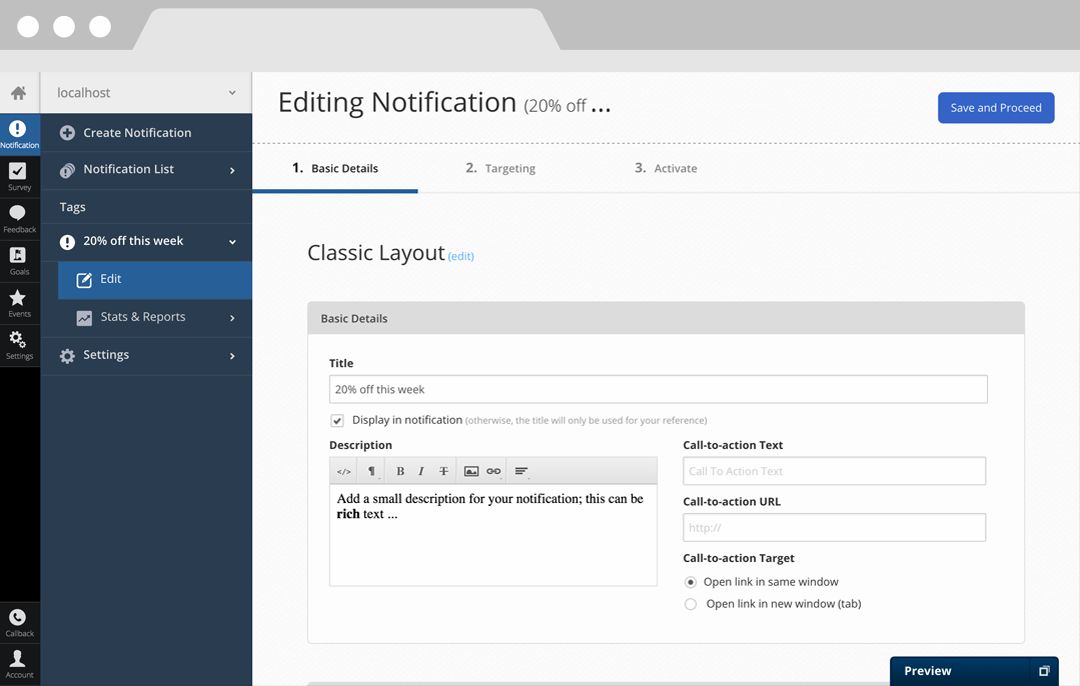 localhost
Notification
Survey
Feedback
Goals
Events
Settings
Callback
Account
Create Notification
Notification List
Tags
20% off this week
Edit
Stats & Reports
Settings
Editing Notification (20% off ...
Save and Proceed
1. Basic Details
2. Targeting
3. Activate
Classic Layout (edit)
Basic Details
Title
20% off this week
Display in notification (otherwise, the title will only be used for your reference)
Description
</> ¶ B I T
Add a small description for your notification; this can be
rich text ...
Call-to-action Text
Call To Action Text
Call-to-action URL
http://
Call-to-action Target
Open link in same window
Open link in new window (tab)
Preview